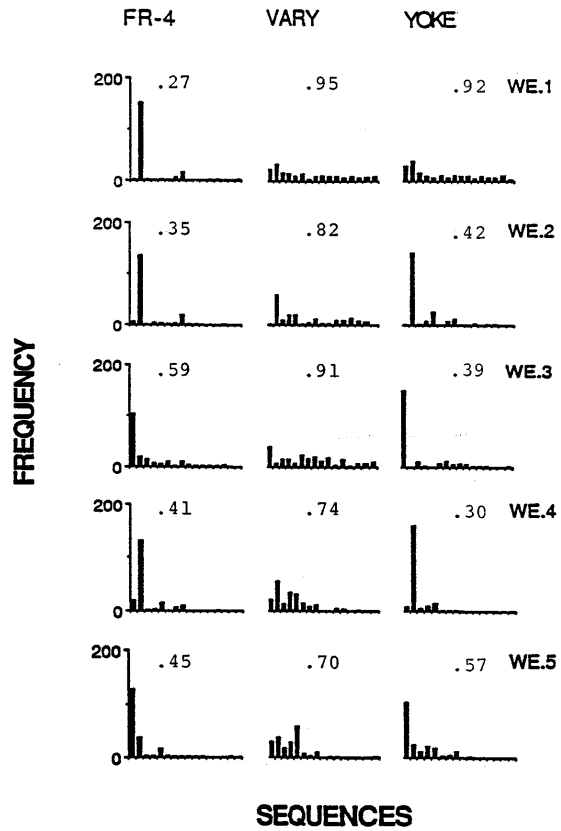 FR-4 VARY YOKE
200 .27 .95 .92 WE.1
0
200 .35 .82 .42 WE.2
0
200 .59 .91 .39 WE.3
0
200 .41 .74 .30 WE.4
0
200 .45 .70 .57 WE.5
0
FREQUENCY
SEQUENCES